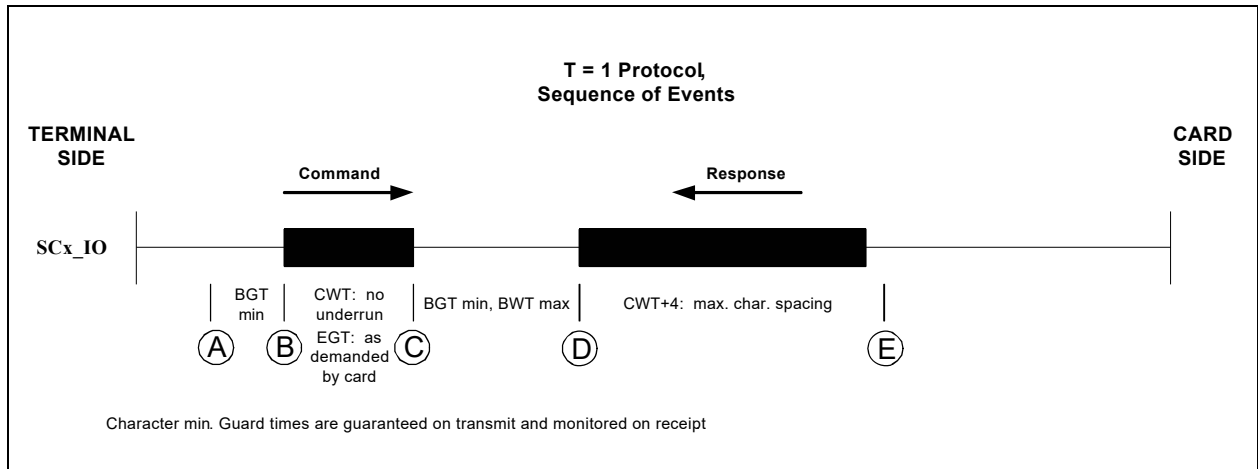 T = 1 Protocol,
Sequence of Events
TERMINAL
SIDE
CARD
SIDE
Command
Response
SCx_IO
BGT
min
CWT: no
underrun
EGT: as
demanded
by card
BGT min, BWT max
CWT+4: max. char. spacing
A
B
C
D
E
Character min. Guard times are guaranteed on transmit and monitored on receipt